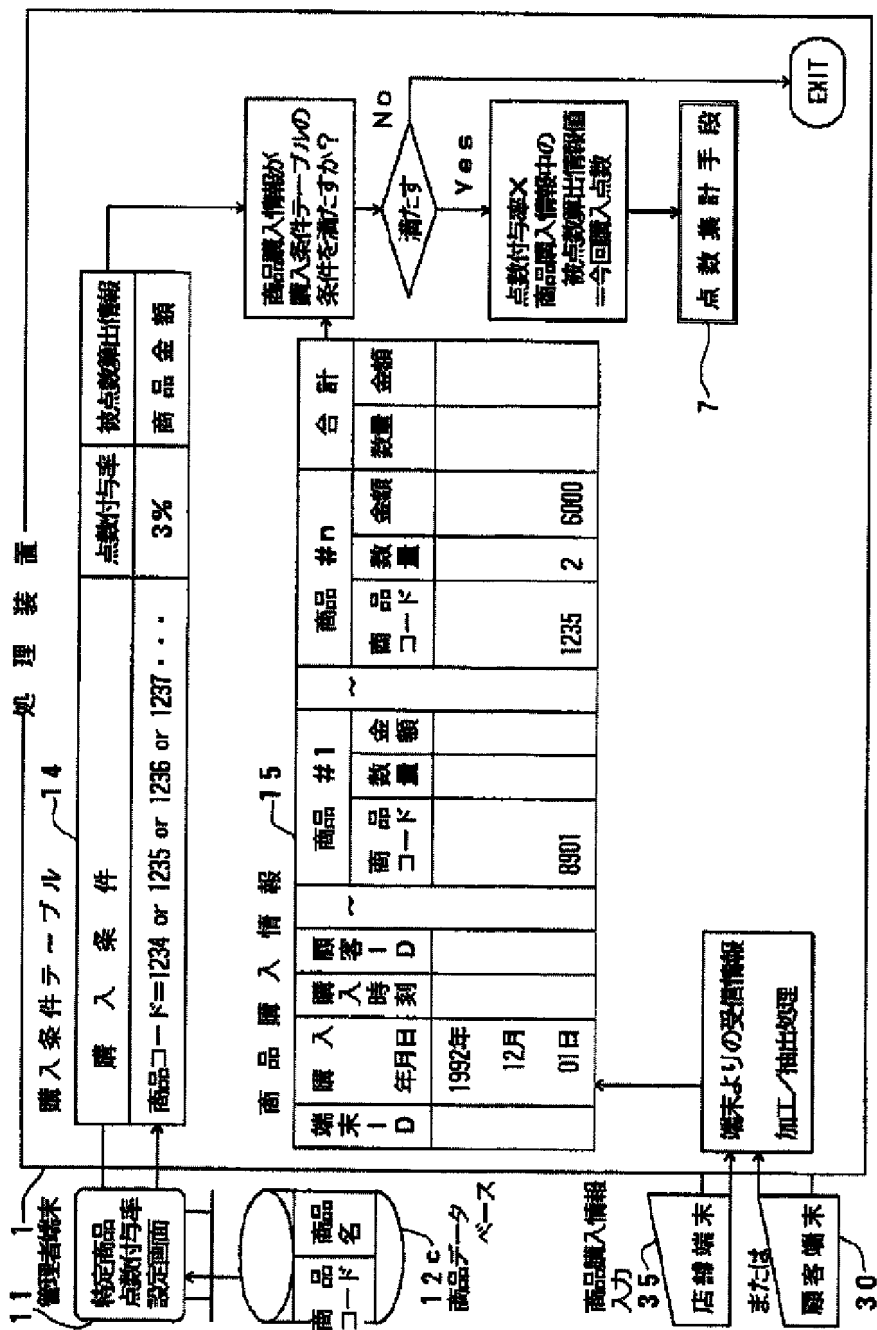 処理装置
1
11
管理者端末
特定商品
点数付与率
設定画面
商品
コード
商品
名
12c
商品データ
ベース
購入条件テーブル
14
購入条件
点数付与率
被点数算出情報
商品コード=1234 or 1235 or 1236 or 1237・・・
3%
商品金額
商品購入情報
15
端末ID
購入
年月日
購入時刻
顧客ID
~
商品 #1
商品
コード
数量
金額
~
商品 #n
商品
コード
数量
金額
合計
数量
金額
1992年
12月
01日
8901
1235
2
6000
商品購入情報が
購入条件テーブルの
条件を満たすか?
満たす
No
Yes
点数付与率×
商品購入情報中の
被点数算出情報値
=今回購入点数
点数集計手段
7
EXIT
商品購入情報
入力
35
店舗端末
または
顧客端末
30
端末よりの受信情報
加工/抽出処理